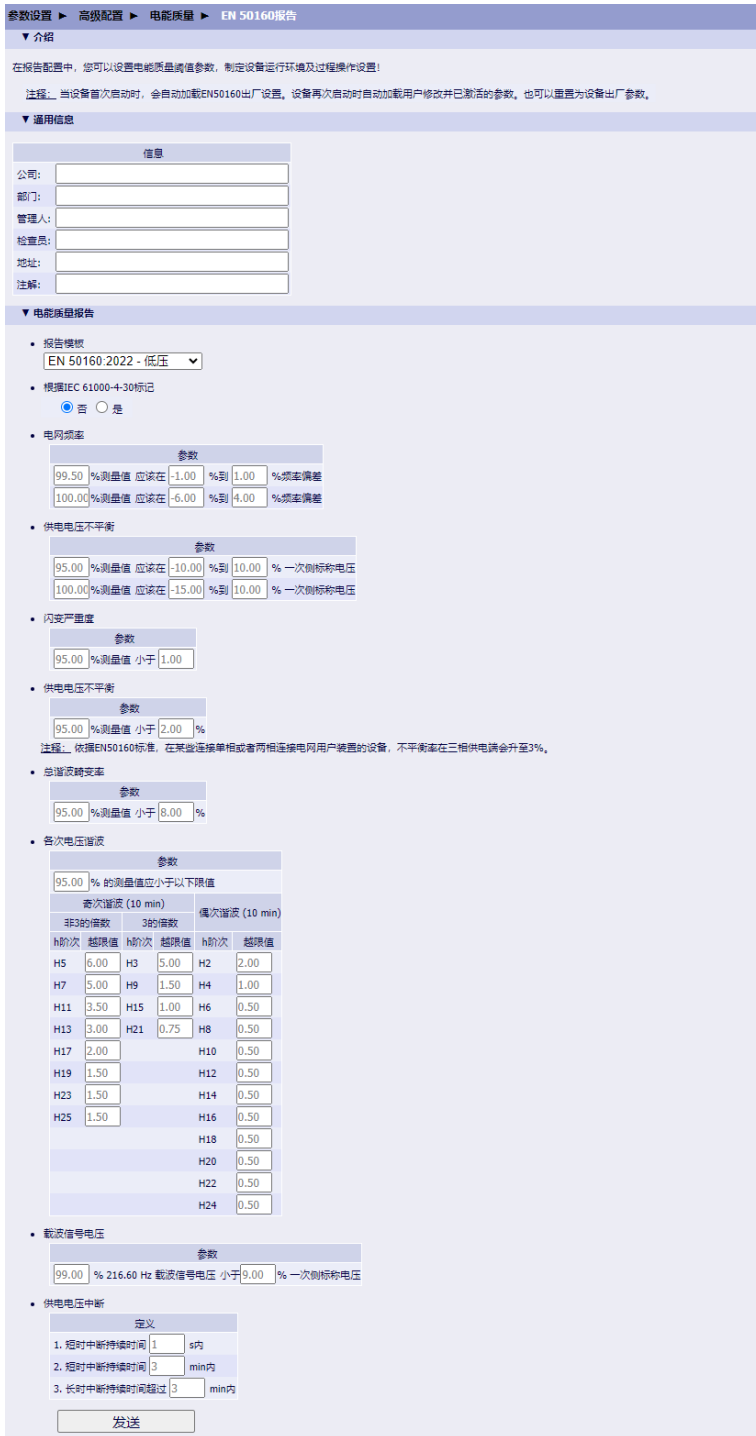 参数设置 ► 高级配置 ► 电能质量 ► EN 50160报告
▼ 介绍
在报告配置中，您可以设置电能质量阈值参数，制定设备运行环境及过程操作设置!
注释: 当设备首次启动时，会自动加载EN50160出厂设置。设备再次启动时自动加载用户修改并已激活的参数。也可以重置为设备出厂参数。
▼ 通用信息
信息
公司:
部门:
管理人:
检查员:
地址:
注解:
▼ 电能质量报告
• 报告模板
EN 50160:2022 - 低压
• 根据IEC 61000-4-30标记
否 是
• 电网频率
参数
99.50 %测量值 应该在 -1.00 %到 1.00 %频率偏差
100.00 %测量值 应该在 -6.00 %到 4.00 %频率偏差
• 供电电压不平衡
参数
95.00 %测量值 应该在 -10.00 %到 10.00 % 一次侧标称电压
100.00 %测量值 应该在 -15.00 %到 10.00 % 一次侧标称电压
• 闪变严重度
参数
95.00 %测量值 小于 1.00
• 供电电压不平衡
参数
95.00 %测量值 小于 2.00 %
注释: 依据EN50160标准，在某些连接单相或者两相连接电网用户装置的设备，不平衡率在三相供电端会升至3%。
• 总谐波畸变率
参数
95.00 %测量值 小于 8.00 %
• 各次电压谐波
参数
95.00 % 的测量值应小于以下限值
奇次谐波 (10 min) 偶次谐波 (10 min)
非3的倍数 3的倍数
h阶次 越限值 h阶次 越限值 h阶次 越限值
H5 6.00 H3 5.00 H2 2.00
H7 5.00 H9 1.50 H4 1.00
H11 3.50 H15 1.00 H6 0.50
H13 3.00 H21 0.75 H8 0.50
H17 2.00 H10 0.50
H19 1.50 H12 0.50
H23 1.50 H14 0.50
H25 1.50 H16 0.50
H18 0.50
H20 0.50
H22 0.50
H24 0.50
• 载波信号电压
参数
99.00 % 216.60 Hz 载波信号电压 小于 9.00 % 一次侧标称电压
• 供电电压中断
定义
1. 短时中断持续时间 1 s内
2. 短时中断持续时间 3 min内
3. 长时中断持续时间超过 3 min内
发送